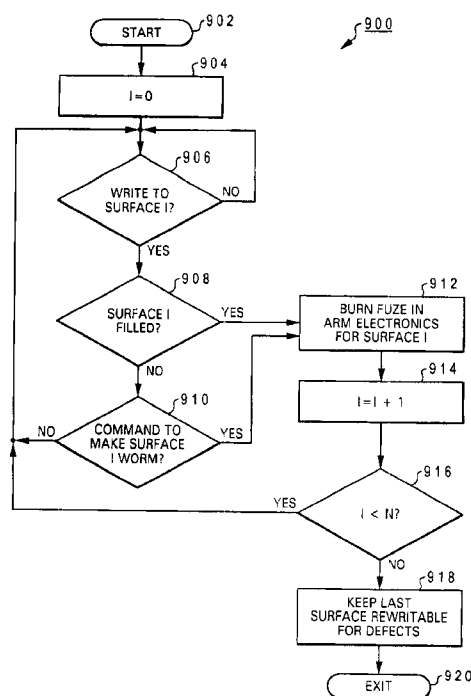 START
902
900
904
I=0
906
WRITE TO
SURFACE I?
NO
YES
908
SURFACE I
FILLED?
YES
NO
912
BURN FUZE IN
ARM ELECTRONICS
FOR SURFACE I
910
COMMAND TO
MAKE SURFACE
I WORM?
NO
YES
914
I=I + 1
916
I < N?
YES
NO
918
KEEP LAST
SURFACE REWRITABLE
FOR DEFECTS
EXIT
920